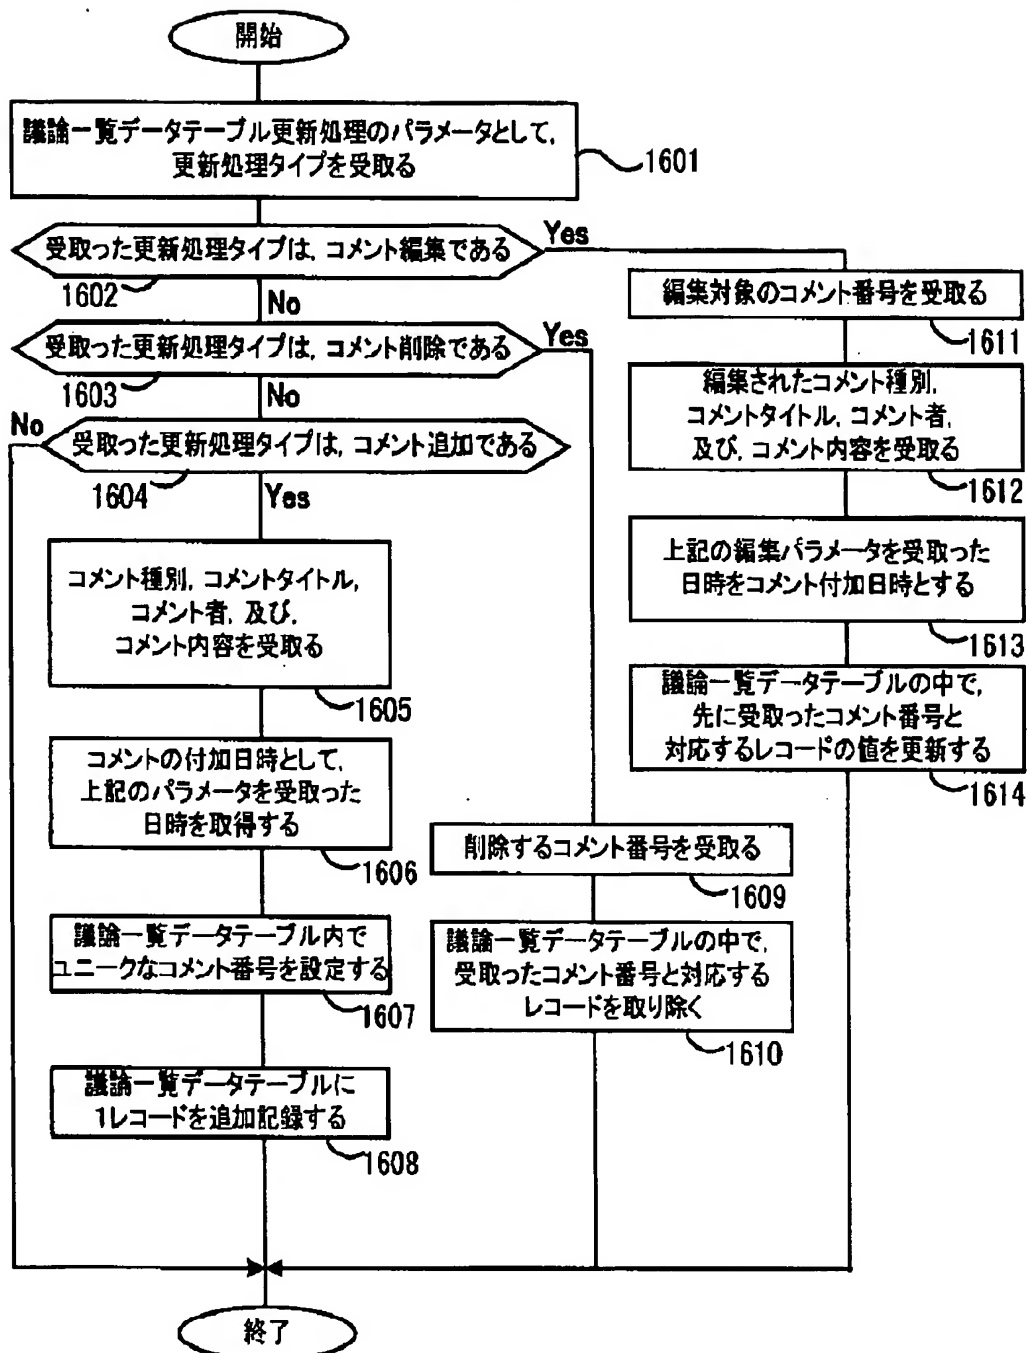 開始
議論一覧データテーブル更新処理のパラメータとして,
更新処理タイプを受取る
1601
受取った更新処理タイプは, コメント編集である
Yes
1602
No
受取った更新処理タイプは, コメント削除である
Yes
1603
No
受取った更新処理タイプは, コメント追加である
No
1604
Yes
コメント種別, コメントタイトル,
コメント者, 及び,
コメント内容を受取る
1605
コメントの付加日時として,
上記のパラメータを受取った
日時を取得する
1606
議論一覧データテーブル内で
ユニークなコメント番号を設定する
1607
議論一覧データテーブルに
1レコードを追加記録する
1608
削除するコメント番号を受取る
1609
議論一覧データテーブルの中で,
受取ったコメント番号と対応する
レコードを取り除く
1610
編集対象のコメント番号を受取る
1611
編集されたコメント種別,
コメントタイトル, コメント者,
及び, コメント内容を受取る
1612
上記の編集パラメータを受取った
日時をコメント付加日時とする
1613
議論一覧データテーブルの中で,
先に受取ったコメント番号と
対応するレコードの値を更新する
1614
終了